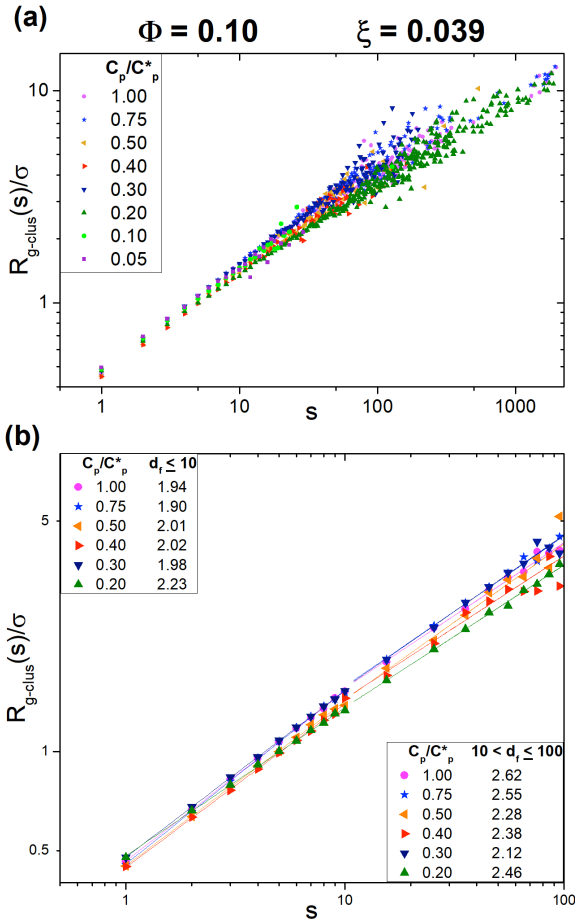 (a) Φ = 0.10 ξ = 0.039
Cp/C*p
1.00
0.75
0.50
0.40
0.30
0.20
0.10
0.05
Rg-clus(s)/σ
10
1
1 10 100 1000
s
(b)
Cp/C*p df ≤ 10
1.00 1.94
0.75 1.90
0.50 2.01
0.40 2.02
0.30 1.98
0.20 2.23
Rg-clus(s)/σ
5
1
0.5
Cp/C*p 10 < df ≤ 100
1.00 2.62
0.75 2.55
0.50 2.28
0.40 2.38
0.30 2.12
0.20 2.46
1 10 100
s